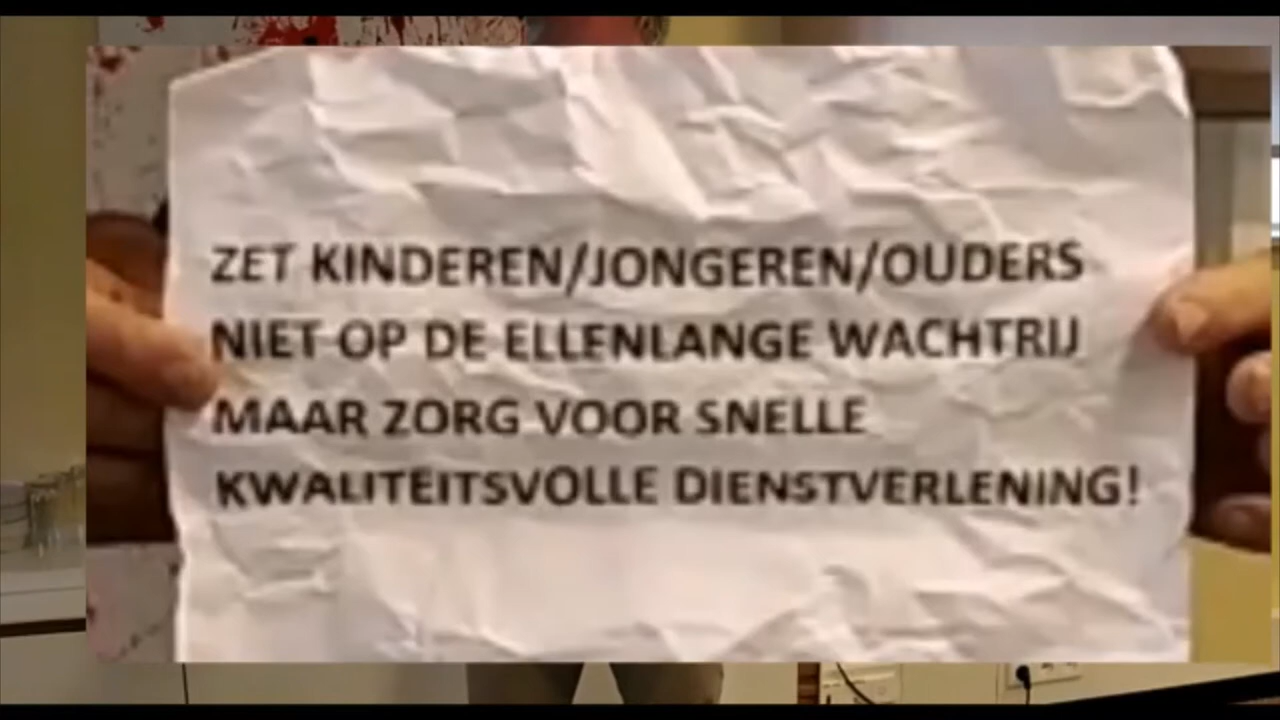 ZET KINDEREN/JONGEREN/OUDERS
NIET OP DE ELLENLANGE WACHTRIJ
MAAR ZORG VOOR SNELLE
KWALITEITSVOLLE DIENSTVERLENING!